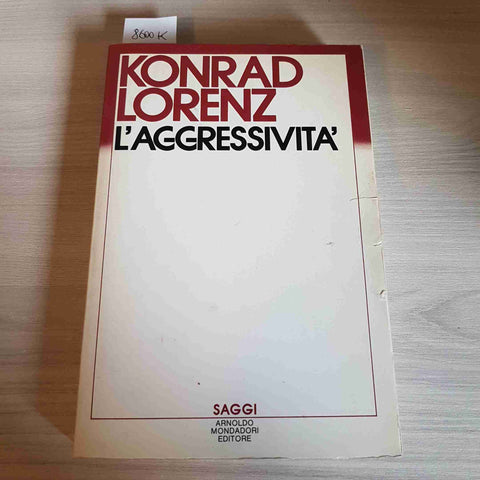 8600 K
KONRAD
LORENZ
L'AGGRESSIVITA'
SAGGI
ARNOLDO
MONDADORI
EDITORE